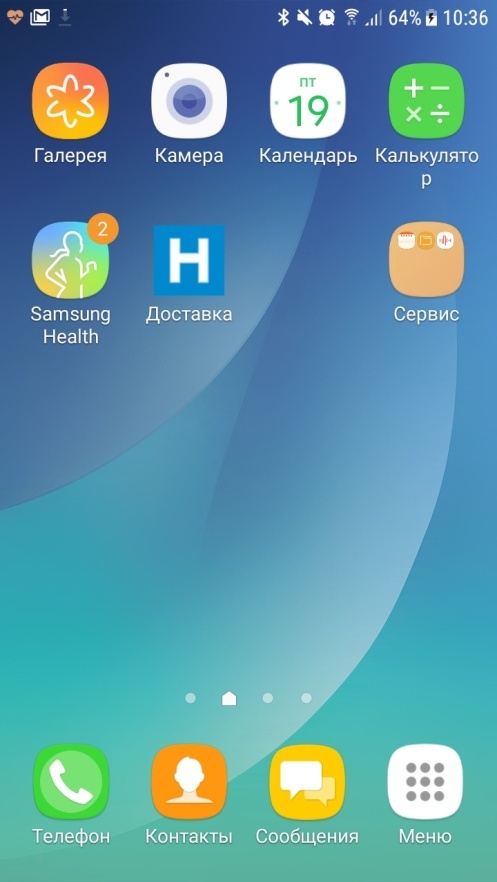 64% 10:36
ПТ
19
Галерея
Камера
Календарь
Калькулято
р
2
H
Samsung
Health
Доставка
Сервис
Телефон
Контакты
Сообщения
Меню